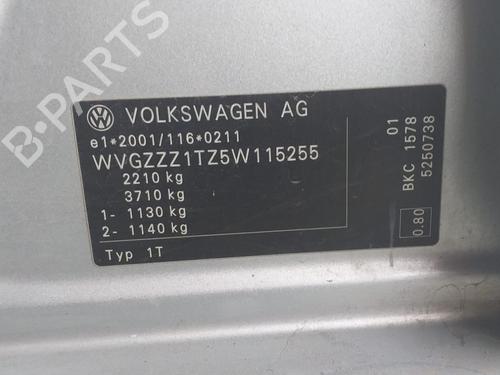 B-PARTS
VOLKSWAGEN AG
e1*2001/116*0211
WVGZZZ1TZ5W115255
2210 kg
3710 kg
1- 1130 kg
2- 1140 kg
Typ 1T
01
BKC 1578
5250738
0.80